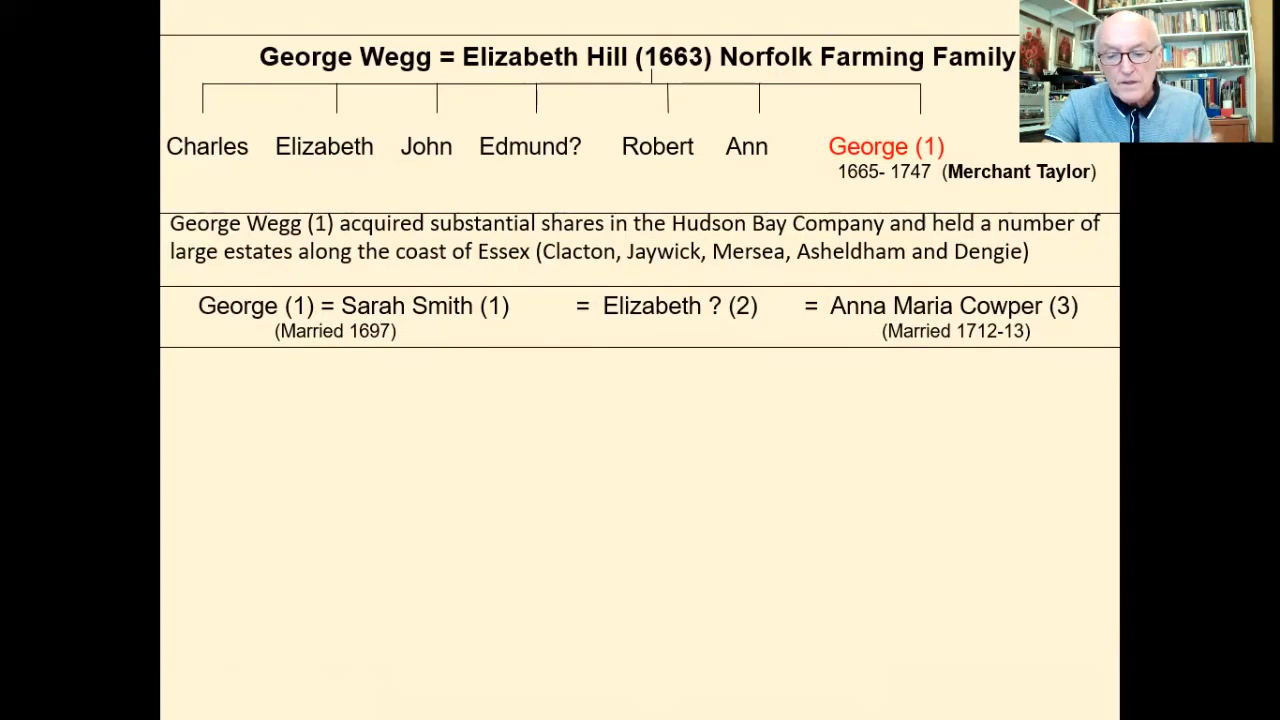 George Wegg = Elizabeth Hill (1663) Norfolk Farming Family
Charles Elizabeth John Edmund? Robert Ann George (1)
1665- 1747 (Merchant Taylor)
George Wegg (1) acquired substantial shares in the Hudson Bay Company and held a number of
large estates along the coast of Essex (Clacton, Jaywick, Mersea, Asheldham and Dengie)
George (1) = Sarah Smith (1) = Elizabeth ? (2) = Anna Maria Cowper (3)
(Married 1697) (Married 1712-13)